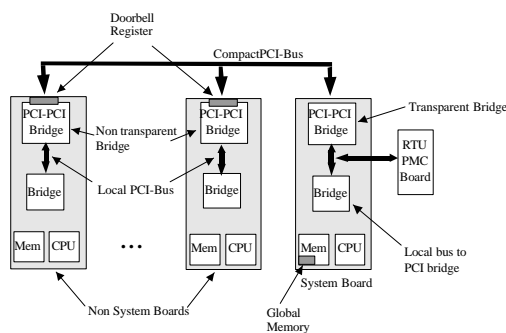 Doorbell
Register
CompactPCI-Bus
PCI-PCI
Bridge
Non transparent
Bridge
PCI-PCI
Bridge
PCI-PCI
Bridge
Transparent Bridge
Local PCI-Bus
RTU
PMC
Board
Bridge
Bridge
Bridge
Mem
CPU
...
Mem
CPU
Mem
CPU
Local bus to
PCI bridge
System Board
Non System Boards
Global
Memory